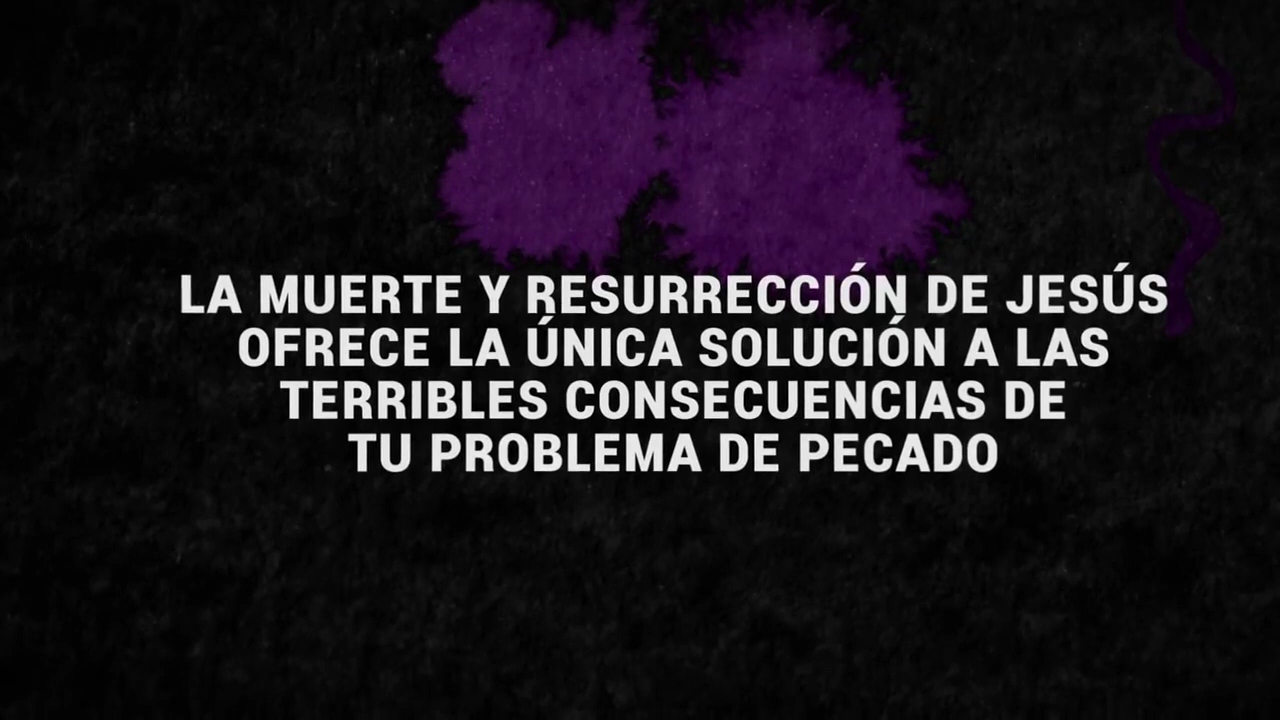 LA MUERTE Y RESURRECCIÓN DE JESÚS
OFRECE LA ÚNICA SOLUCIÓN A LAS
TERRIBLES CONSECUENCIAS DE
TU PROBLEMA DE PECADO